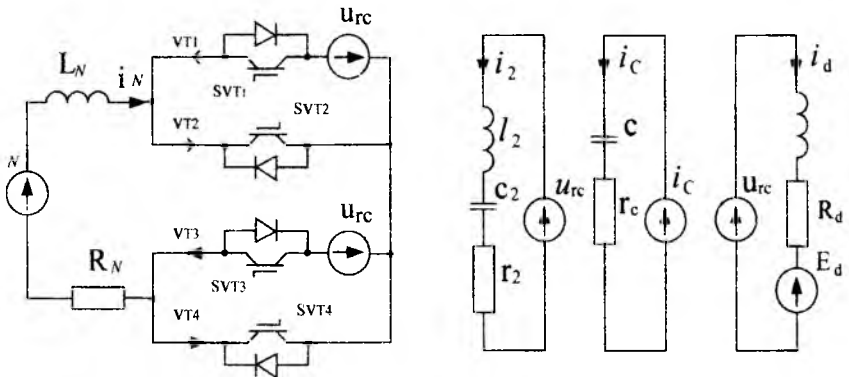 u_rc
VT1
L_N
i_N
SVT1
SVT2
VT2
N
u_rc
VT3
R_N
SVT3
SVT4
VT4
i_2
l_2
c_2
u_rc
r_2
i_C
c
r_c
i_C
i_d
u_rc
R_d
E_d